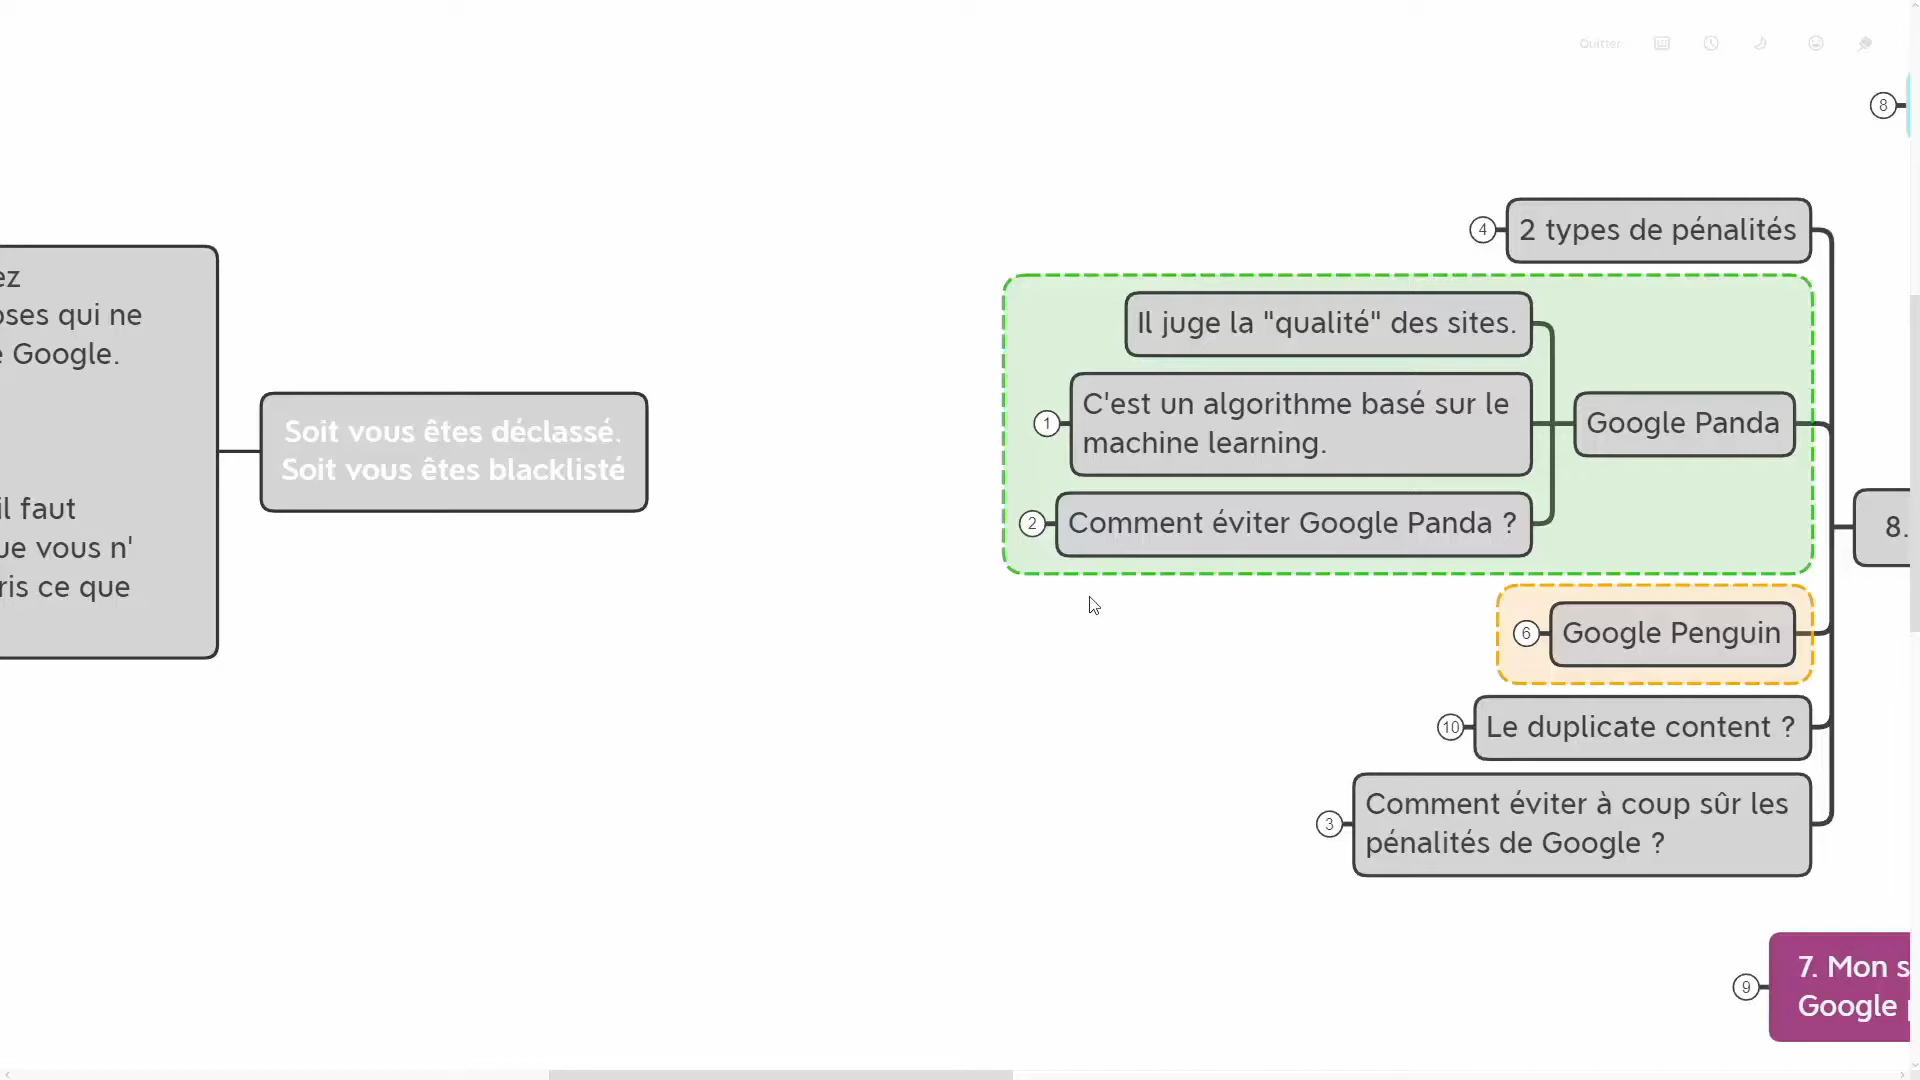 Quitter
8
4
2 types de pénalités
ez
oses qui ne
e Google.
il faut
ue vous n'
ris ce que
Soit vous êtes déclassé.
Soit vous êtes blacklisté
Il juge la "qualité" des sites.
1
C'est un algorithme basé sur le
machine learning.
2
Comment éviter Google Panda ?
Google Panda
8.
6
Google Penguin
10
Le duplicate content ?
3
Comment éviter à coup sûr les
pénalités de Google ?
9
7. Mon s
Google